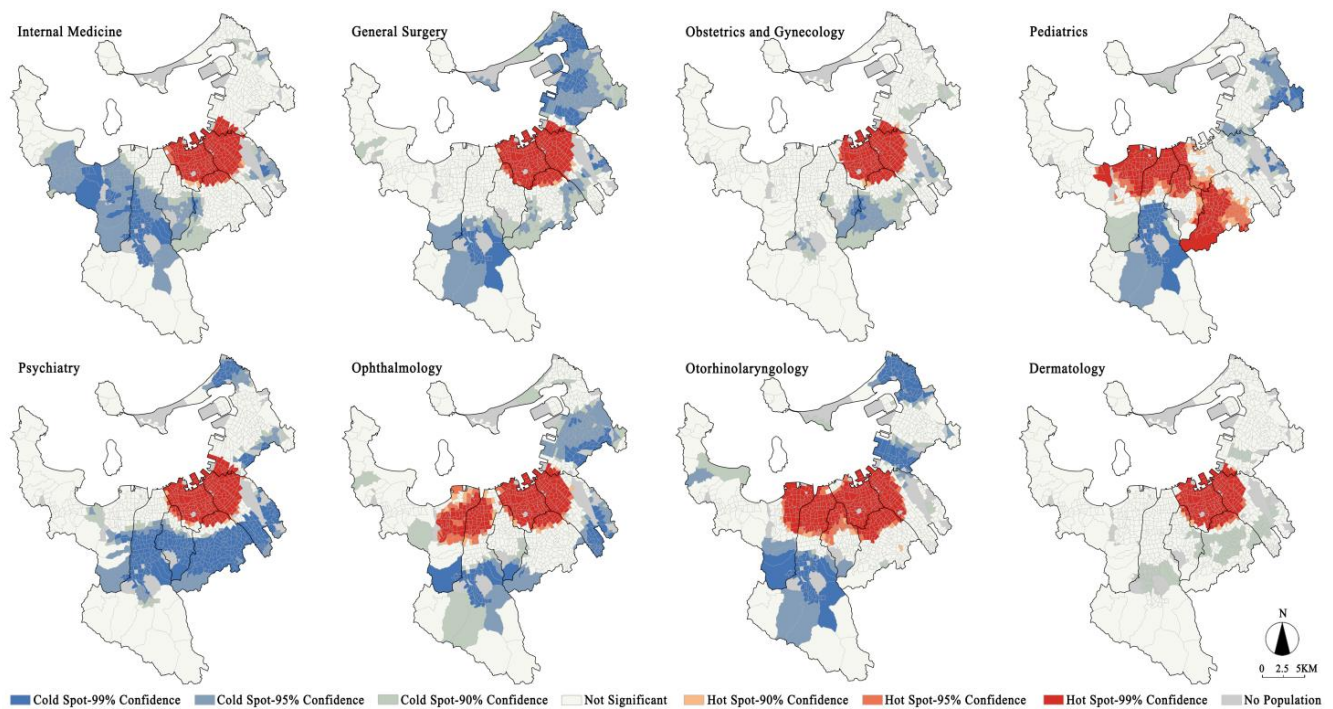 Internal Medicine
General Surgery
Obstetrics and Gynecology
Pediatrics
Psychiatry
Ophthalmology
Otorhinolaryngology
Dermatology
N
0 2.5 5KM
Cold Spot-99% Confidence
Cold Spot-95% Confidence
Cold Spot-90% Confidence
Not Significant
Hot Spot-90% Confidence
Hot Spot-95% Confidence
Hot Spot-99% Confidence
No Population